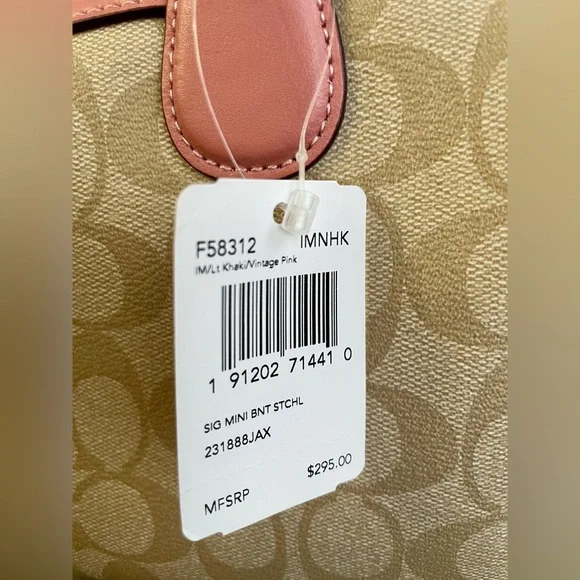 F58312 IMNHK
IM/Lt Khaki/Vintage Pink
1 91202 71441 0
SIG MINI BNT STCHL
231888JAX
$295.00
MFSRP